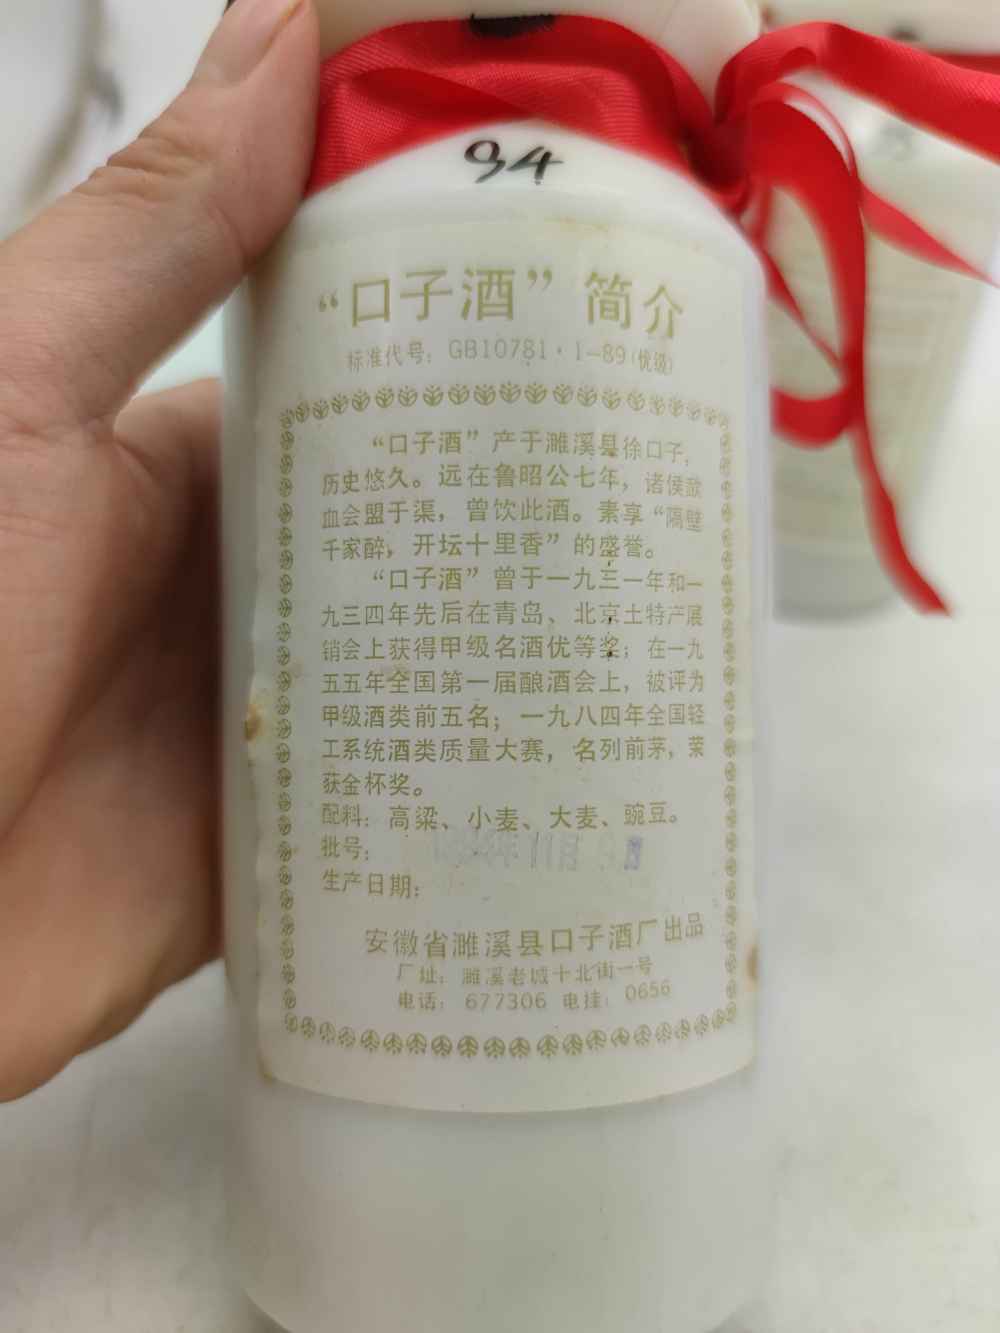 94
“口子酒”简介
标准代号：GB10781·1-89(优级)
“口子酒”产于濉溪县徐口子，
历史悠久。远在鲁昭公七年，诸侯歃
血会盟于渠，曾饮此酒。素享“隔壁
千家醉，开坛十里香”的盛誉。
“口子酒”曾于一九三一年和一
九三四年先后在青岛、北京土特产展
销会上获得甲级名酒优等奖；在一九
五五年全国第一届酿酒会上，被评为
甲级酒类前五名；一九八四年全国轻
工系统酒类质量大赛，名列前茅，荣
获金杯奖。
配料：高粱、小麦、大麦、豌豆。
批号：
生产日期：
安徽省濉溪县口子酒厂出品
厂址：濉溪老城十北街一号
电话：677306 电挂：0656